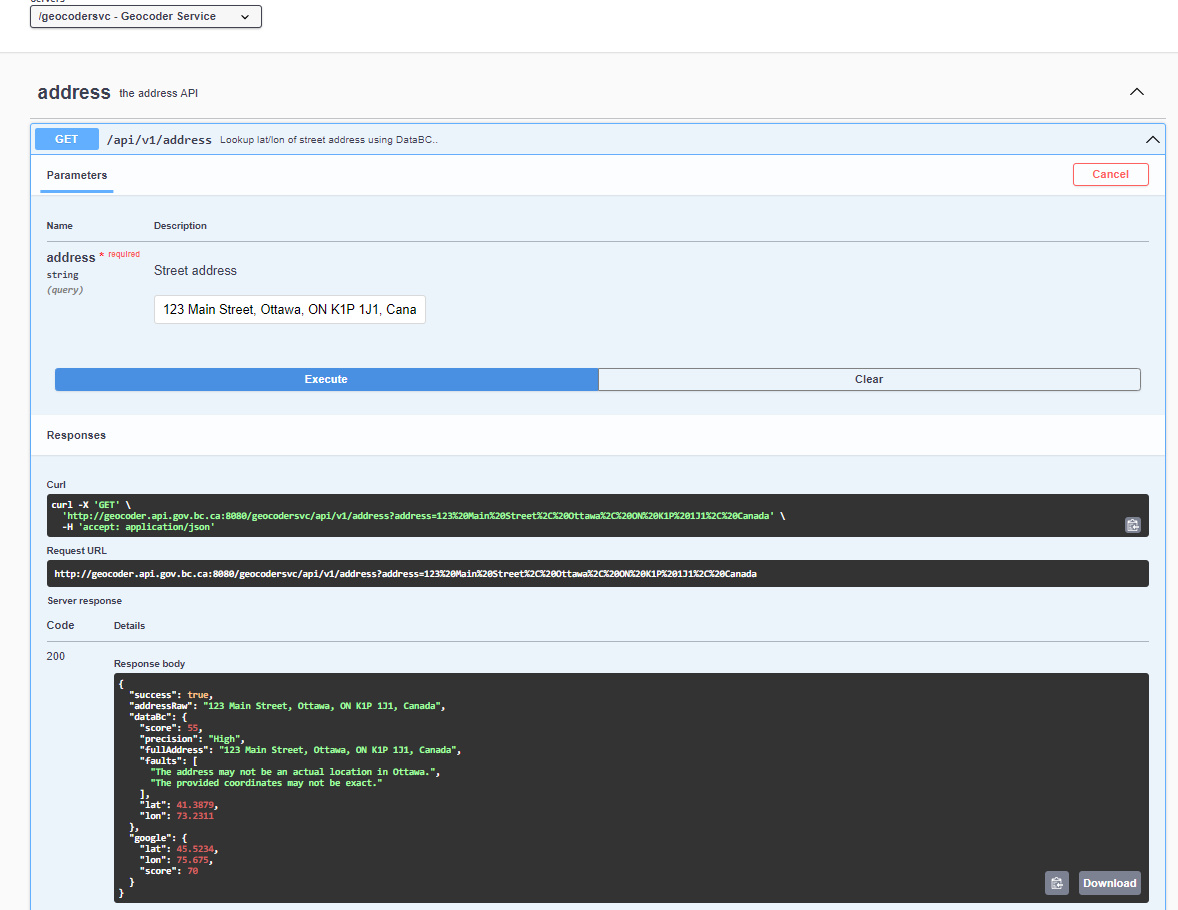 /geocodersvc - Geocoder Service
address the address API
GET /api/v1/address Lookup lat/lon of street address using DataBC..
Parameters
Cancel
Name Description
address * required
string
(query)
Street address
123 Main Street, Ottawa, ON K1P 1J1, Cana
Execute
Clear
Responses
Curl
curl -X 'GET' \
'http://geocoder.api.gov.bc.ca:8080/geocodersvc/api/v1/address?address=123%20Main%20Street%2C%20Ottawa%2C%20ON%20K1P%201J1%2C%20Canada' \
-H 'accept: application/json'
Request URL
http://geocoder.api.gov.bc.ca:8080/geocodersvc/api/v1/address?address=123%20Main%20Street%2C%20Ottawa%2C%20ON%20K1P%201J1%2C%20Canada
Server response
Code Details
200
Response body
{
"success": true,
"addressRaw": "123 Main Street, Ottawa, ON K1P 1J1, Canada",
"dataBc": {
"score": 55,
"precision": "High",
"fullAddress": "123 Main Street, Ottawa, ON K1P 1J1, Canada",
"faults": [
"The address may not be an actual location in Ottawa.",
"The provided coordinates may not be exact."
],
"lat": 41.3879,
"lon": 73.2311
},
"google": {
"lat": 45.5234,
"lon": 75.675,
"score": 70
}
}
Download